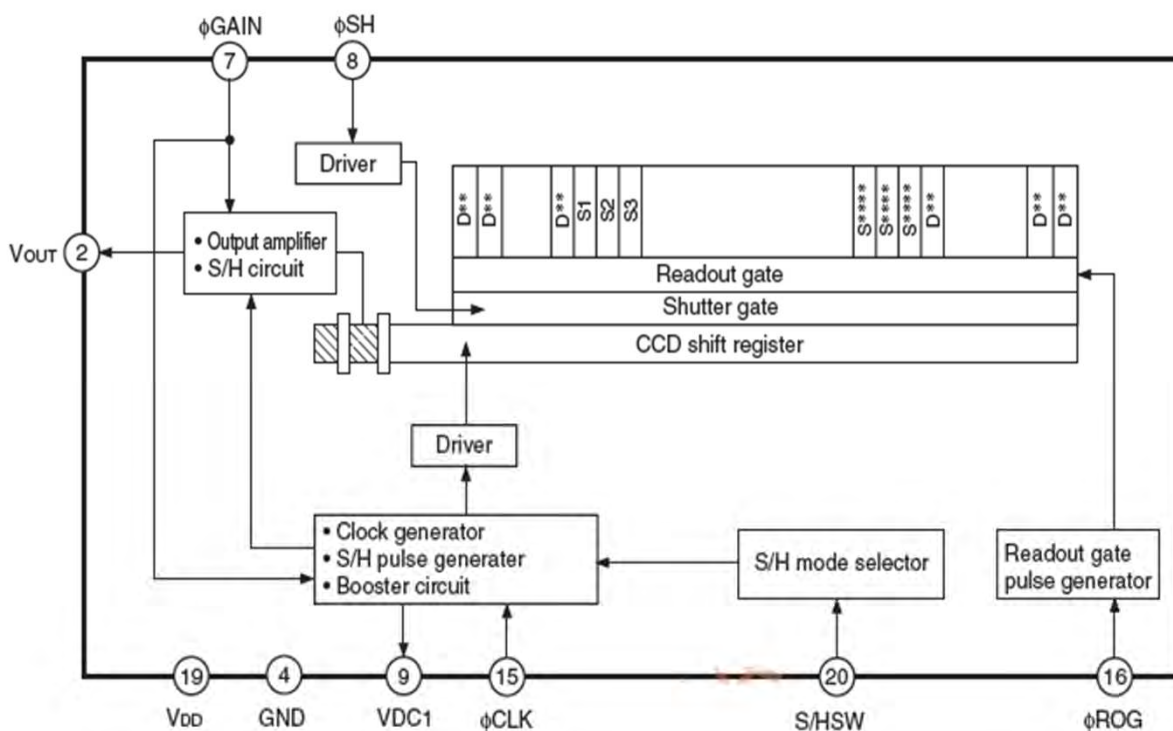 φGAIN
φSH
7
8
Driver
D**
D**
D**
S1
S2
S3
S****
S****
S****
D**
D**
D**
VOUT
2
• Output amplifier
• S/H circuit
Readout gate
Shutter gate
CCD shift register
Driver
• Clock generator
• S/H pulse generater
• Booster circuit
S/H mode selector
Readout gate
pulse generator
19
4
9
15
20
16
VDD
GND
VDC1
φCLK
S/HSW
φROG